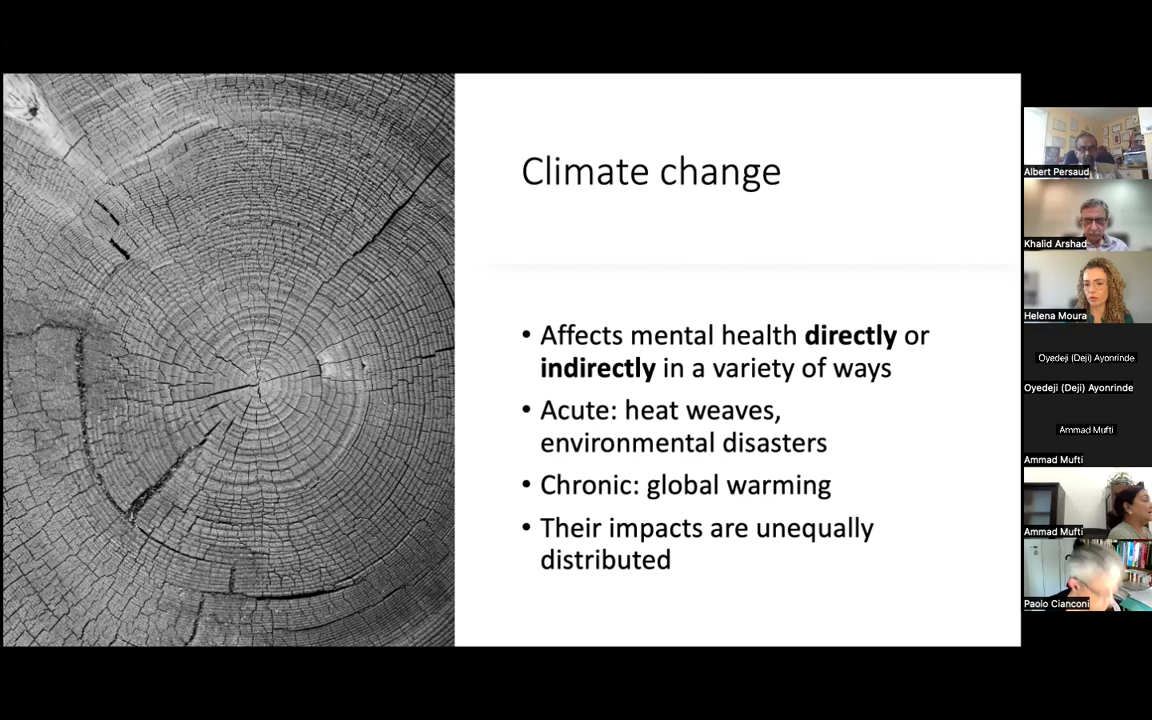 Climate change
• Affects mental health directly or
indirectly in a variety of ways
• Acute: heat weaves,
environmental disasters
• Chronic: global warming
• Their impacts are unequally
distributed
Albert Persaud
Khalid Arshad
Helena Moura
Oyedeji (Deji) Ayonrinde
Oyedeji (Deji) Ayonrinde
Ammad Mufti
Ammad Mufti
Ammad Mufti
Paolo Cianconi